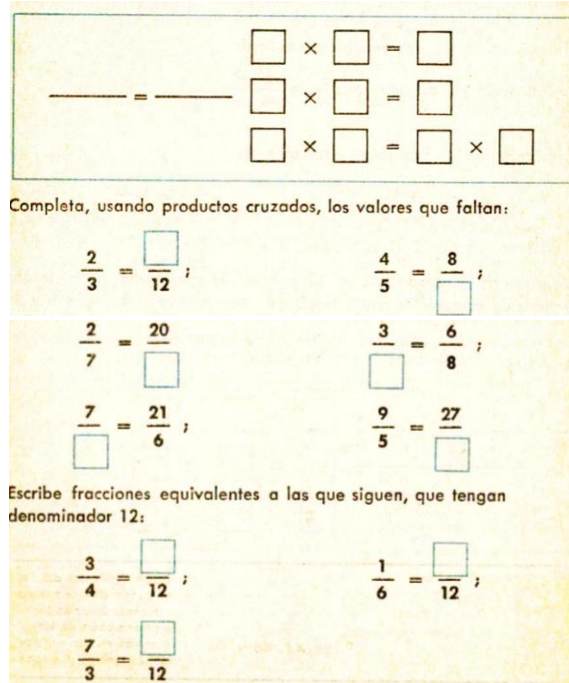 □ × □ = □
——— = ——— □ × □ = □
□ × □ = □ × □
Completa, usando productos cruzados, los valores que faltan:
2/3 = □/12 ; 4/5 = 8/□ ;
2/7 = 20/□ 3/□ = 6/8 ;
7/□ = 21/6 ; 9/5 = 27/□
Escribe fracciones equivalentes a las que siguen, que tengan
denominador 12:
3/4 = □/12 ; 1/6 = □/12 ;
7/3 = □/12